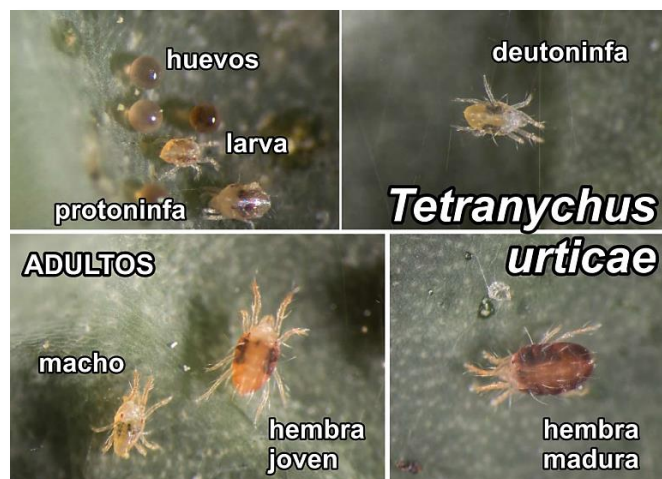 huevos
larva
protoninfa
deutoninfa
Tetranychus
urticae
ADULTOS
macho
hembra
joven
hembra
madura